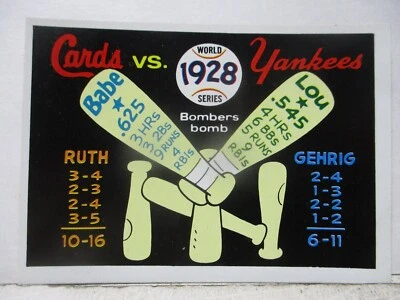 Cards vs. Yankees
WORLD
1928
SERIES
Bombers
bomb
Babe
.625
3 HRs
3 2Bs
9 RUNS
4 RBIs
Lou
.545
4 HRs
6 BBs
5 RUNS
9 RBIs
RUTH
3-4
2-3
2-4
3-5
10-16
GEHRIG
2-4
1-3
2-2
1-2
6-11